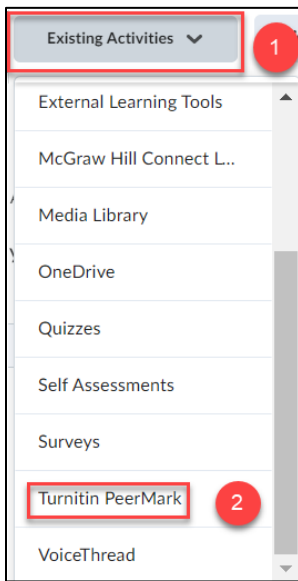 Existing Activities
1
External Learning Tools
McGraw Hill Connect L...
Media Library
OneDrive
Quizzes
Self Assessments
Surveys
Turnitin PeerMark
2
VoiceThread